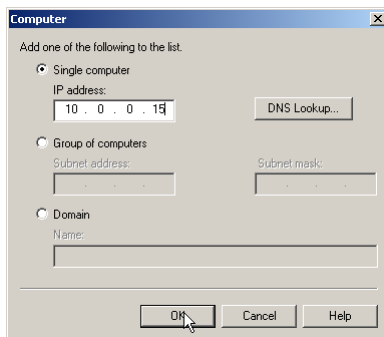 Computer
Add one of the following to the list.
Single computer
IP address:
10 . 0 . 0 . 15
DNS Lookup...
Group of computers
Subnet address: Subnet mask:
. . . . . .
Domain
Name:
OK Cancel Help